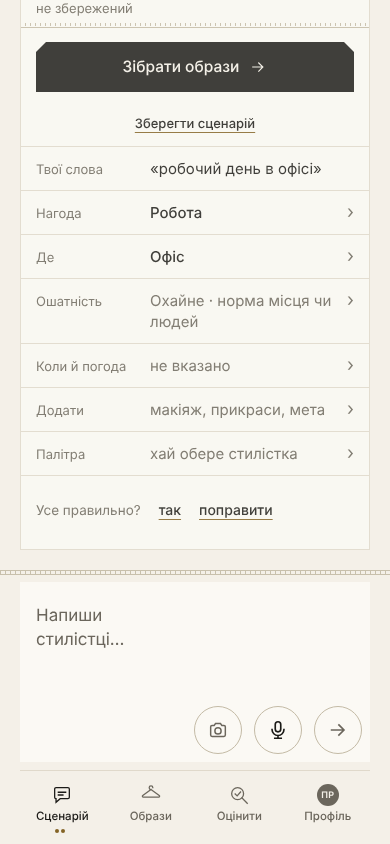 не збережений
Зібрати образи →
Зберегти сценарій
Твої слова «робочий день в офісі»
Нагода Робота
Де Офіс
Ошатність Охайне · норма місця чи
людей
Коли й погода не вказано
Додати макіяж, прикраси, мета
Палітра хай обере стилістка
Усе правильно? так поправити
Напиши
стилістці...
Сценарій Образи Оцінити ПР Профіль